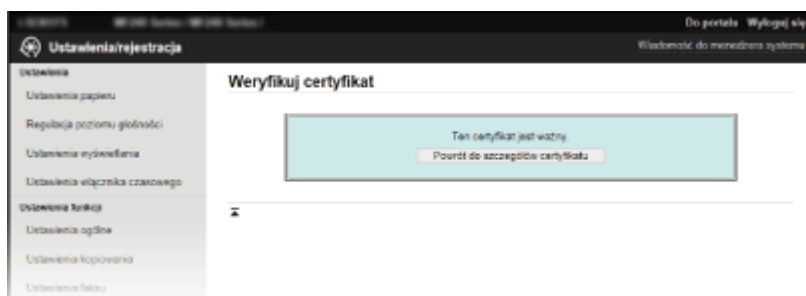 Do portalu Wyloguj się
Ustawienia/rejestracja
Wiadomość do menedżera systemu
Ustawienia
Ustawienia papieru
Regulacja poziomu głośności
Ustawienia wyświetlania
Ustawienia włącznika czasowego
Ustawienia funkcji
Ustawienia ogólne
Ustawienia kopiowania
Ustawienia faksu
Weryfikuj certyfikat
Ten certyfikat jest ważny.
Powrót do szczegółów certyfikatu